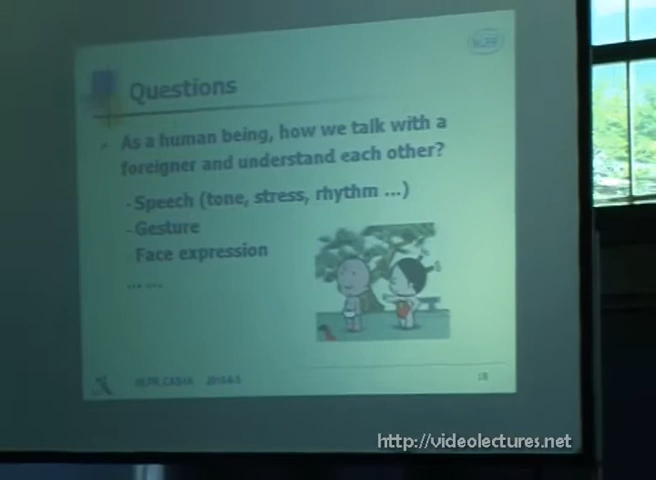 Questions
As a human being, how we talk with a
foreigner and understand each other?
-Speech (tone, stress, rhythm ...)
-Gesture
Face expression
... ...
18
http://videolectures.net